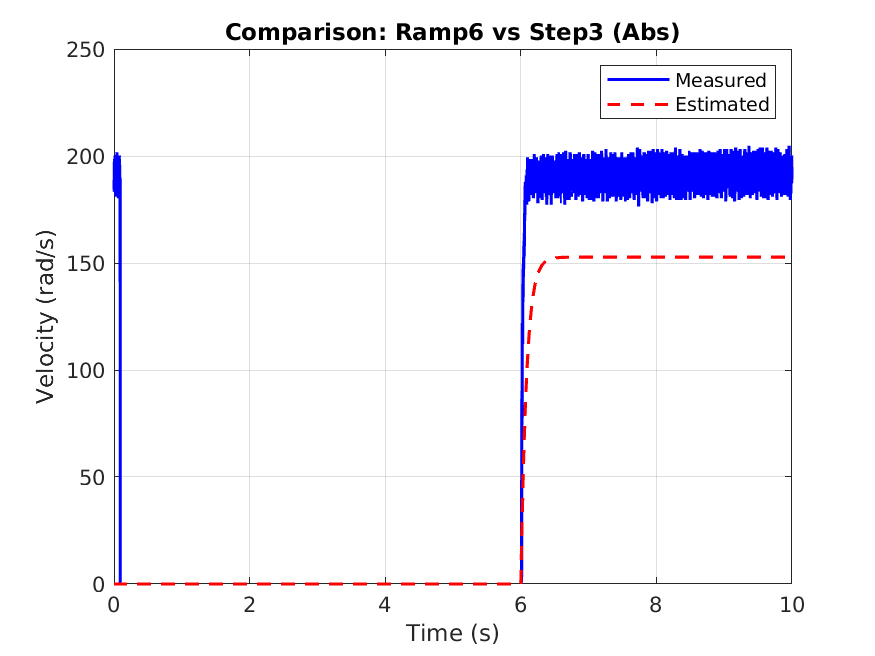 Comparison: Ramp6 vs Step3 (Abs)
Measured
Estimated
250
200
150
100
50
0
Velocity (rad/s)
0 2 4 6 8 10
Time (s)